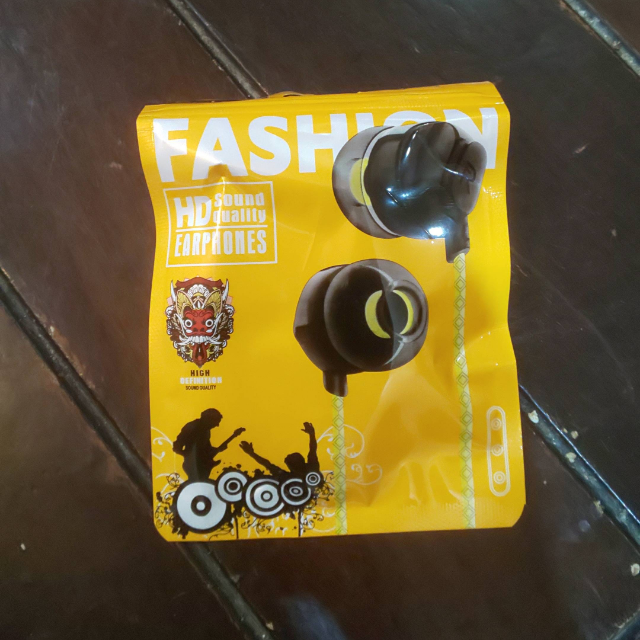 FASHION
HD Sound
quality
EARPHONES
HIGH
DEFINITION
SOUND QUALITY